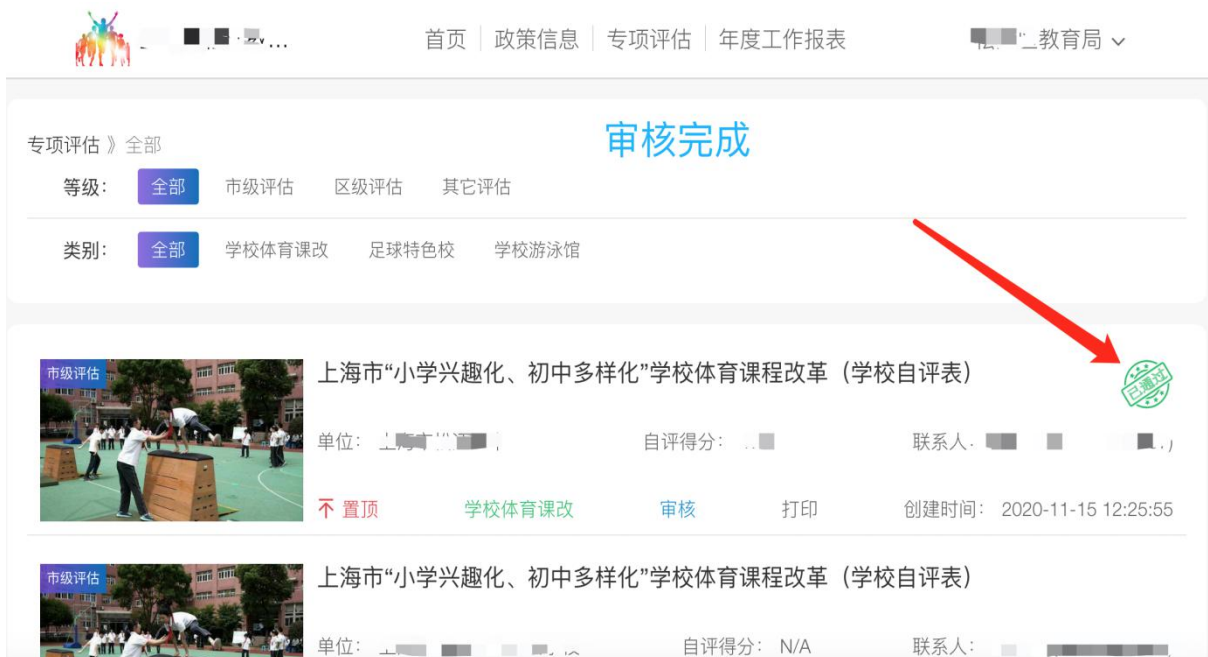 首页 政策信息 专项评估 年度工作报表 教育局
审核完成
专项评估 》全部
等级： 全部 市级评估 区级评估 其它评估
类别： 全部 学校体育课改 足球特色校 学校游泳馆
市级评估
上海市“小学兴趣化、初中多样化”学校体育课程改革（学校自评表）
已通过
单位： 自评得分： 联系人：
置顶 学校体育课改 审核 打印 创建时间： 2020-11-15 12:25:55
市级评估
上海市“小学兴趣化、初中多样化”学校体育课程改革（学校自评表）
单位： 自评得分： N/A 联系人：